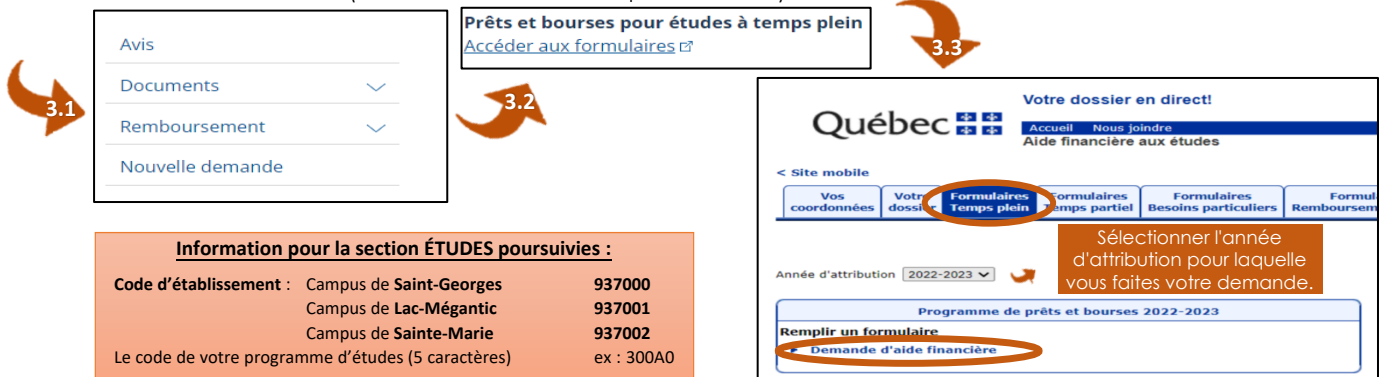 3.1
Avis
Documents
Remboursement
Nouvelle demande
3.2
Prêts et bourses pour études à temps plein
Accéder aux formulaires
3.3
Québec
Votre dossier en direct!
Accueil Nous joindre
Aide financière aux études
< Site mobile
Vos coordonnées
Votre dossier
Formulaires Temps plein
Formulaires Temps partiel
Formulaires Besoins particuliers
Sélectionner l'année
d'attribution pour laquelle
vous faites votre demande.
Année d'attribution 2022-2023
Programme de prêts et bourses 2022-2023
Remplir un formulaire
Demande d'aide financière
Information pour la section ÉTUDES poursuivies :
Code d'établissement : Campus de Saint-Georges 937000
Campus de Lac-Mégantic 937001
Campus de Sainte-Marie 937002
Le code de votre programme d'études (5 caractères) ex : 300A0